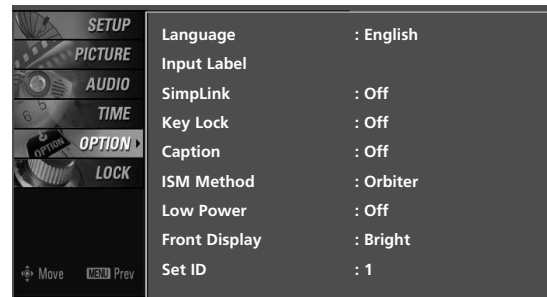 SETUP
PICTURE
AUDIO
TIME
OPTION
LOCK
Move MENU Prev
Language : English
Input Label
SimpLink : Off
Key Lock : Off
Caption : Off
ISM Method : Orbiter
Low Power : Off
Front Display : Bright
Set ID : 1